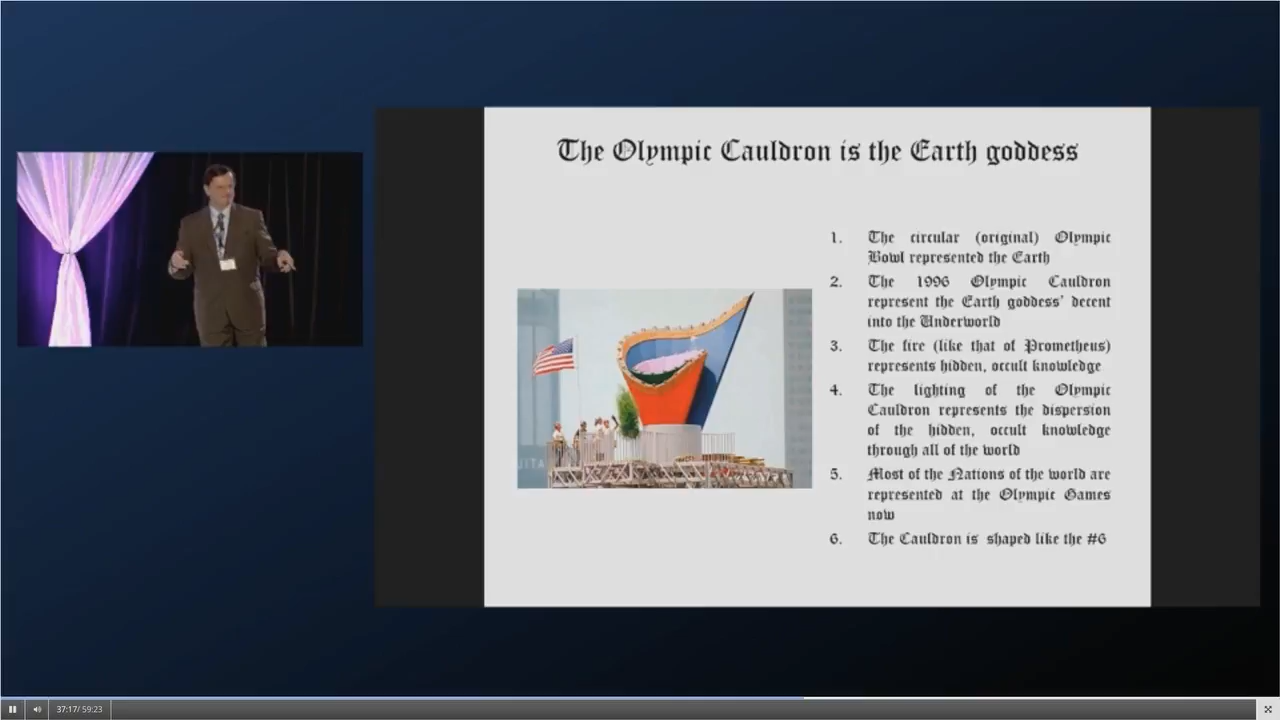 The Olympic Cauldron is the Earth goddess
1. The circular (original) Olympic
Bowl represented the Earth
2. The 1996 Olympic Cauldron
represent the Earth goddess' decent
into the Underworld
3. The fire (like that of Prometheus)
represents hidden, occult knowledge
4. The lighting of the Olympic
Cauldron represents the dispersion
of the hidden, occult knowledge
through all of the world
5. Most of the Nations of the world are
represented at the Olympic Games
now
6. The Cauldron is shaped like the #6
UITA
37:17/ 59:23